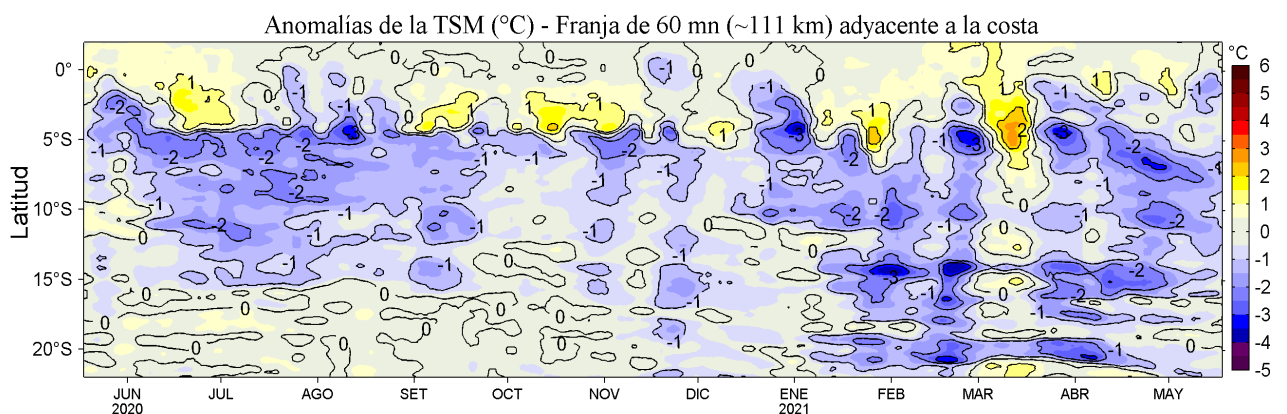 Anomalías de la TSM (°C) - Franja de 60 mn (~111 km) adyacente a la costa
°C
6
5
4
3
2
1
0
-1
-2
-3
-4
-5
Latitud
0°
5°S
10°S
15°S
20°S
JUN JUL AGO SET OCT NOV DIC ENE FEB MAR ABR MAY
2020 2021